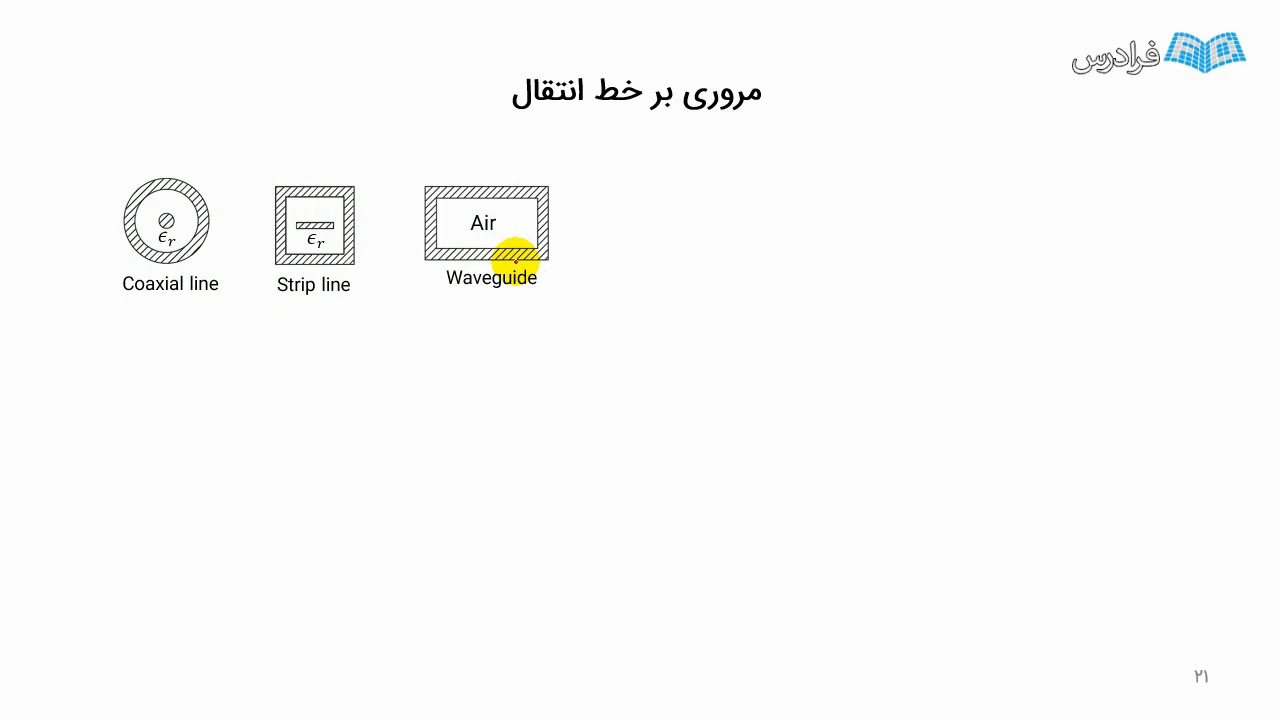 فرادرس
مروری بر خط انتقال
ϵr
ϵr
Air
Coaxial line
Strip line
Waveguide
۲۱